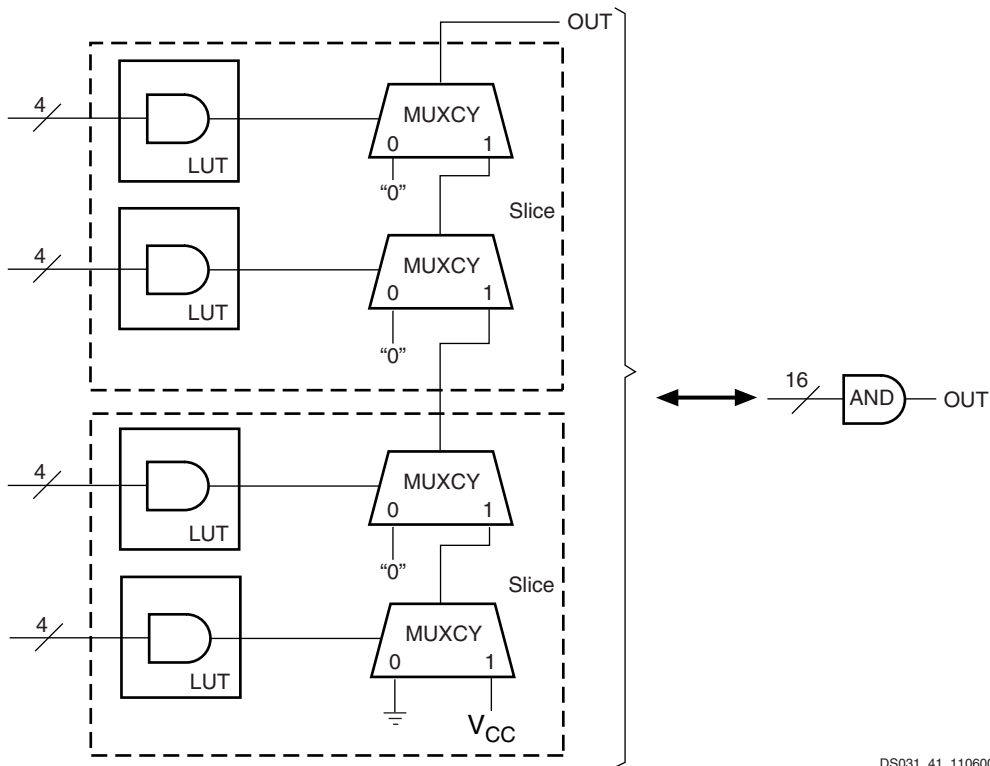 OUT
4
LUT
MUXCY
0 1
“0”
Slice
4
LUT
MUXCY
0 1
“0”
16
AND
OUT
4
LUT
MUXCY
0 1
“0”
Slice
4
LUT
MUXCY
0 1
VCC
DS031_41_110600